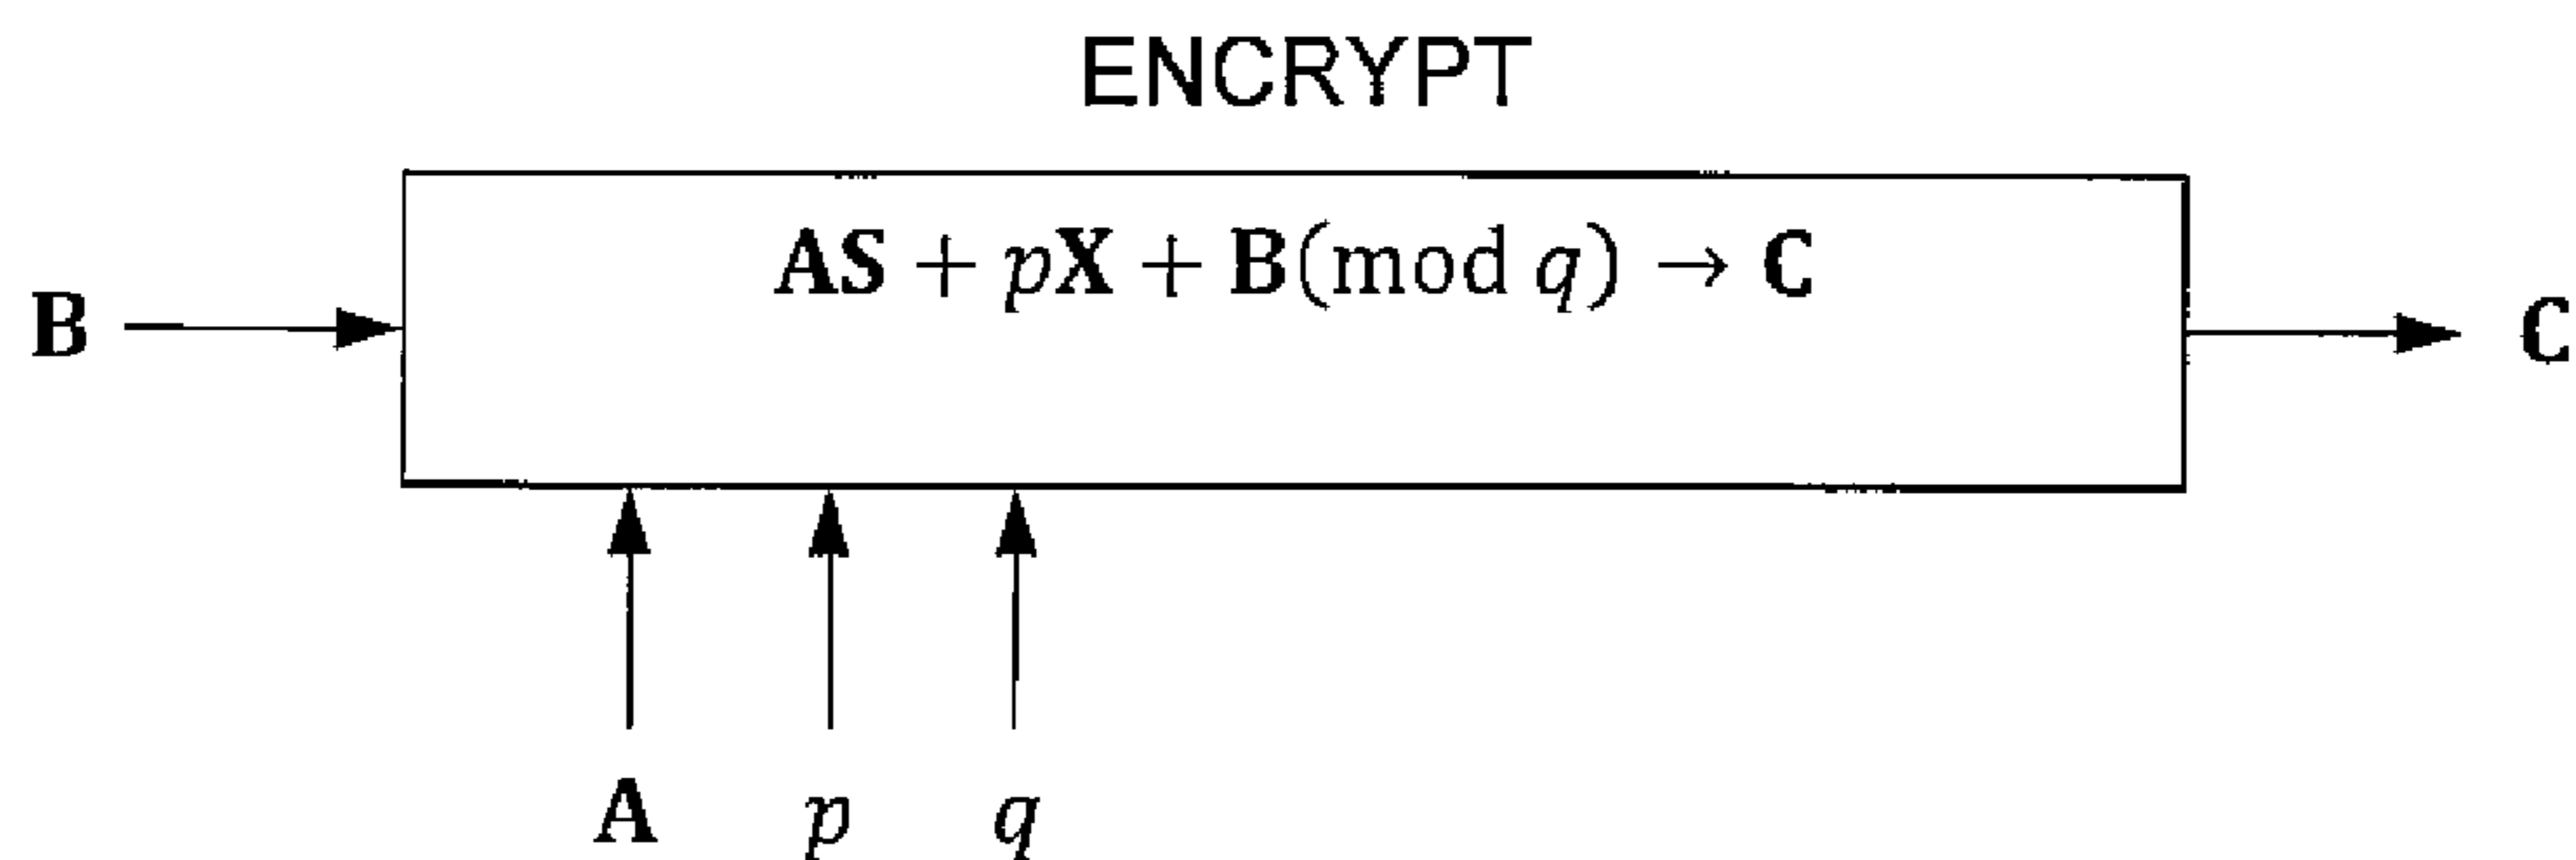 ENCRYPT
AS + pX + B(mod q) → C
B
C
A p q